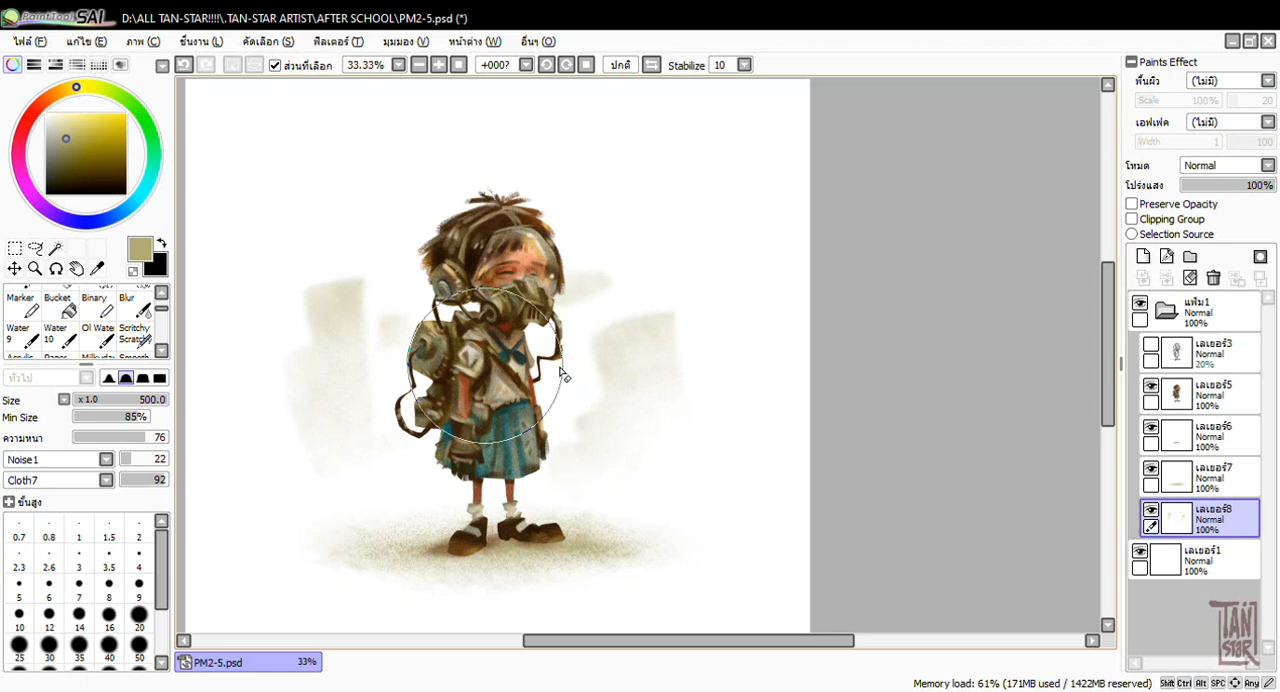 PaintTool SAI D:\ALL TAN-STAR!!!!\.TAN-STAR ARTIST\AFTER SCHOOL\PM2-5.psd (*)
ไฟล์ (F) แก้ไข (E) ภาพ (C) ชิ้นงาน (L) คัดเลือก (S) ฟิลเตอร์ (T) มุมมอง (V) หน้าต่าง (W) อื่นๆ (O)
ส่วนที่เลือก 33.33% +000? ปกติ Stabilize 10
Marker Bucket Binary Blur
Water 9 Water 10 Ol Wate Scritchy Scratch
ทั่วไป
Size x 1.0 500.0
Min Size 85%
ความหนา 76
Noise1 22
Cloth7 92
ขั้นสูง
0.7 0.8 1 1.5 2
2.3 2.6 3 3.5 4
5 6 7 8 9
10 12 14 16 20
25 30 35 40 50
PM2-5.psd 33%
Paints Effect
พื้นผิว (ไม่มี)
Scale 100% 20
เอฟเฟค (ไม่มี)
Width 1 100
โหมด Normal
โปร่งแสง 100%
Preserve Opacity
Clipping Group
Selection Source
แฟ้ม1
Normal
100%
เลเยอร์3
Normal
20%
เลเยอร์5
Normal
100%
เลเยอร์6
Normal
100%
เลเยอร์7
Normal
100%
เลเยอร์8
Normal
100%
เลเยอร์1
Normal
100%
TAN STAR
Memory load: 61% (171MB used / 1422MB reserved) Shift Ctrl Alt SPC Any